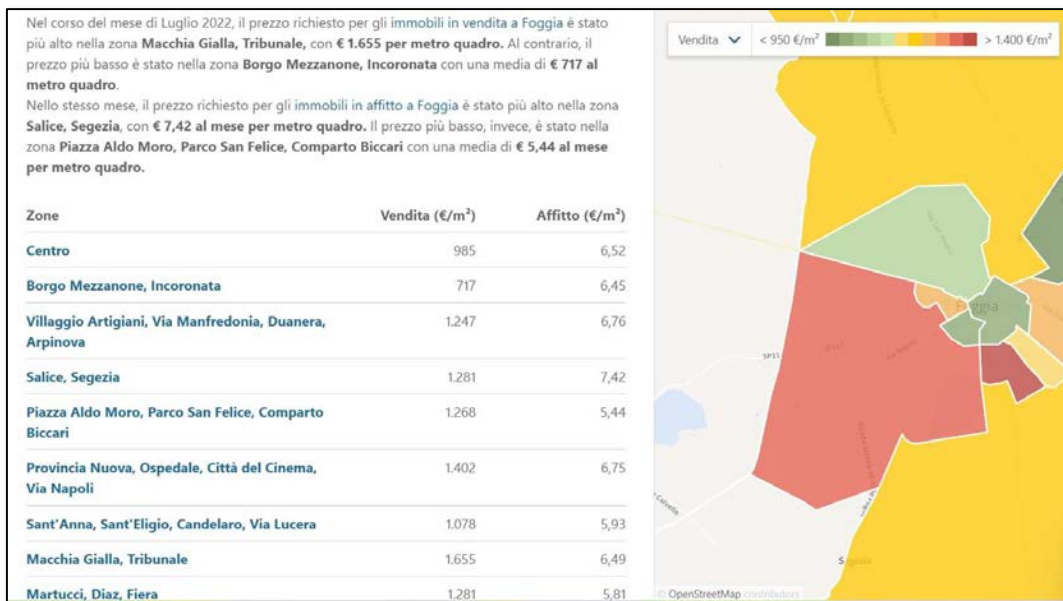 Nel corso del mese di Luglio 2022, il prezzo richiesto per gli immobili in vendita a Foggia è stato
più alto nella zona Macchia Gialla, Tribunale, con € 1.655 per metro quadro. Al contrario, il
prezzo più basso è stato nella zona Borgo Mezzanone, Incoronata con una media di € 717 al
metro quadro.
Nello stesso mese, il prezzo richiesto per gli immobili in affitto a Foggia è stato più alto nella zona
Salice, Segezia, con € 7,42 al mese per metro quadro. Il prezzo più basso, invece, è stato nella
zona Piazza Aldo Moro, Parco San Felice, Comparto Biccari con una media di € 5,44 al mese
per metro quadro.
Zone Vendita (€/m²) Affitto (€/m²)
Centro 985 6,52
Borgo Mezzanone, Incoronata 717 6,45
Villaggio Artigiani, Via Manfredonia, Duanera, 1.247 6,76
Arpinova
Salice, Segezia 1.281 7,42
Piazza Aldo Moro, Parco San Felice, Comparto 1.268 5,44
Biccari
Provincia Nuova, Ospedale, Città del Cinema, 1.402 6,75
Via Napoli
Sant'Anna, Sant'Eligio, Candelaro, Via Lucera 1.078 5,93
Macchia Gialla, Tribunale 1.655 6,49
Martucci, Diaz, Fiera 1.281 5,81
Vendita < 950 €/m² > 1.400 €/m²
Foggia
SP11
© OpenStreetMap contributors